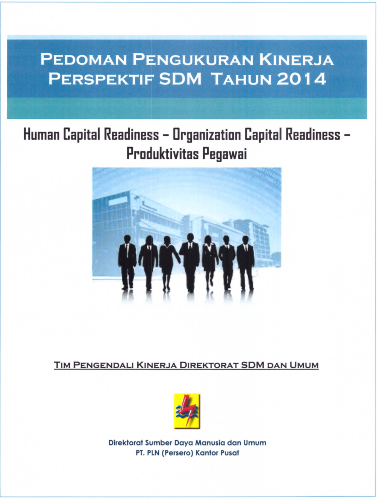 PEDOMAN PENGUKURAN KINERJA
PERSPEKTIF SDM TAHUN 2014
Human Capital Readiness – Organization Capital Readiness –
Produktivitas Pegawai
TIM PENGENDALI KINERJA DIREKTORAT SDM DAN UMUM
Direktorat Sumber Daya Manusia dan Umum
PT. PLN (Persero) Kantor Pusat